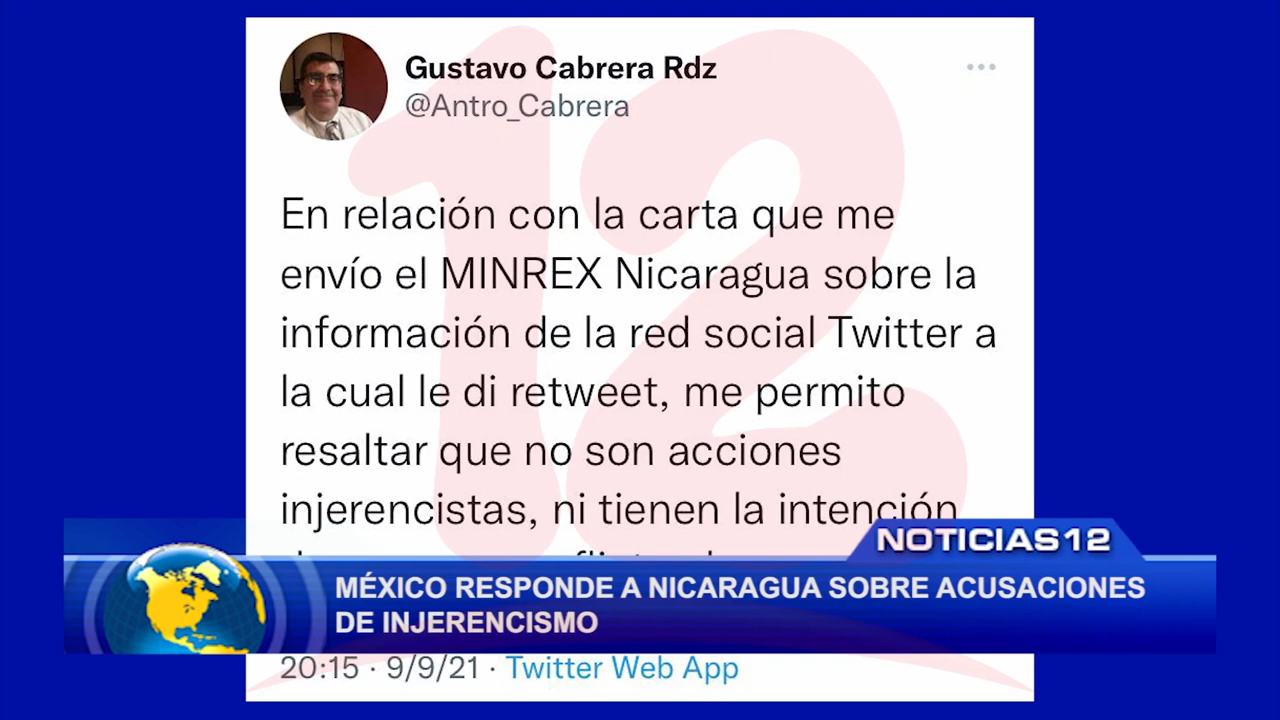 Gustavo Cabrera Rdz
@Antro_Cabrera
En relación con la carta que me
envío el MINREX Nicaragua sobre la
información de la red social Twitter a
la cual le di retweet, me permito
resaltar que no son acciones
injerencistas, ni tienen la intención
NOTICIAS12
MÉXICO RESPONDE A NICARAGUA SOBRE ACUSACIONES
DE INJERENCISMO
20:15 · 9/9/21 · Twitter Web App
12